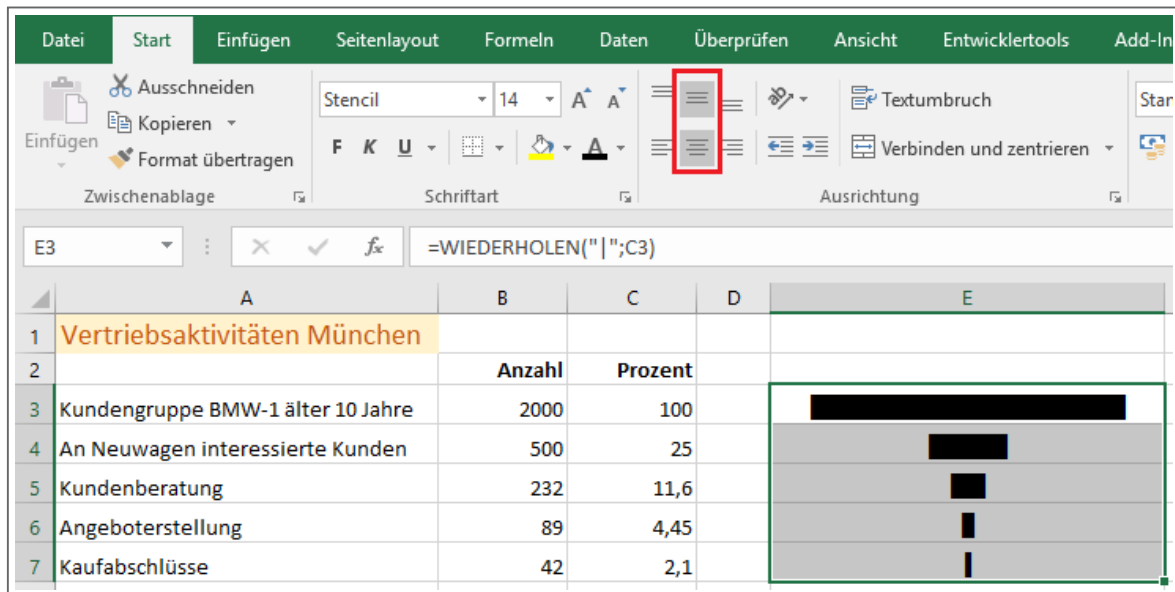 Datei Start Einfügen Seitenlayout Formeln Daten Überprüfen Ansicht Entwicklertools Add-In
Ausschneiden
Kopieren
Format übertragen
Einfügen
Zwischenablage
Stencil 14 A A
F K U A
Schriftart
Textumbruch
Verbinden und zentrieren
Ausrichtung
Stan
E3 fx =WIEDERHOLEN("|";C3)
A B C D E
1 Vertriebsaktivitäten München
2 Anzahl Prozent
3 Kundengruppe BMW-1 älter 10 Jahre 2000 100
4 An Neuwagen interessierte Kunden 500 25
5 Kundenberatung 232 11,6
6 Angeboterstellung 89 4,45
7 Kaufabschlüsse 42 2,1